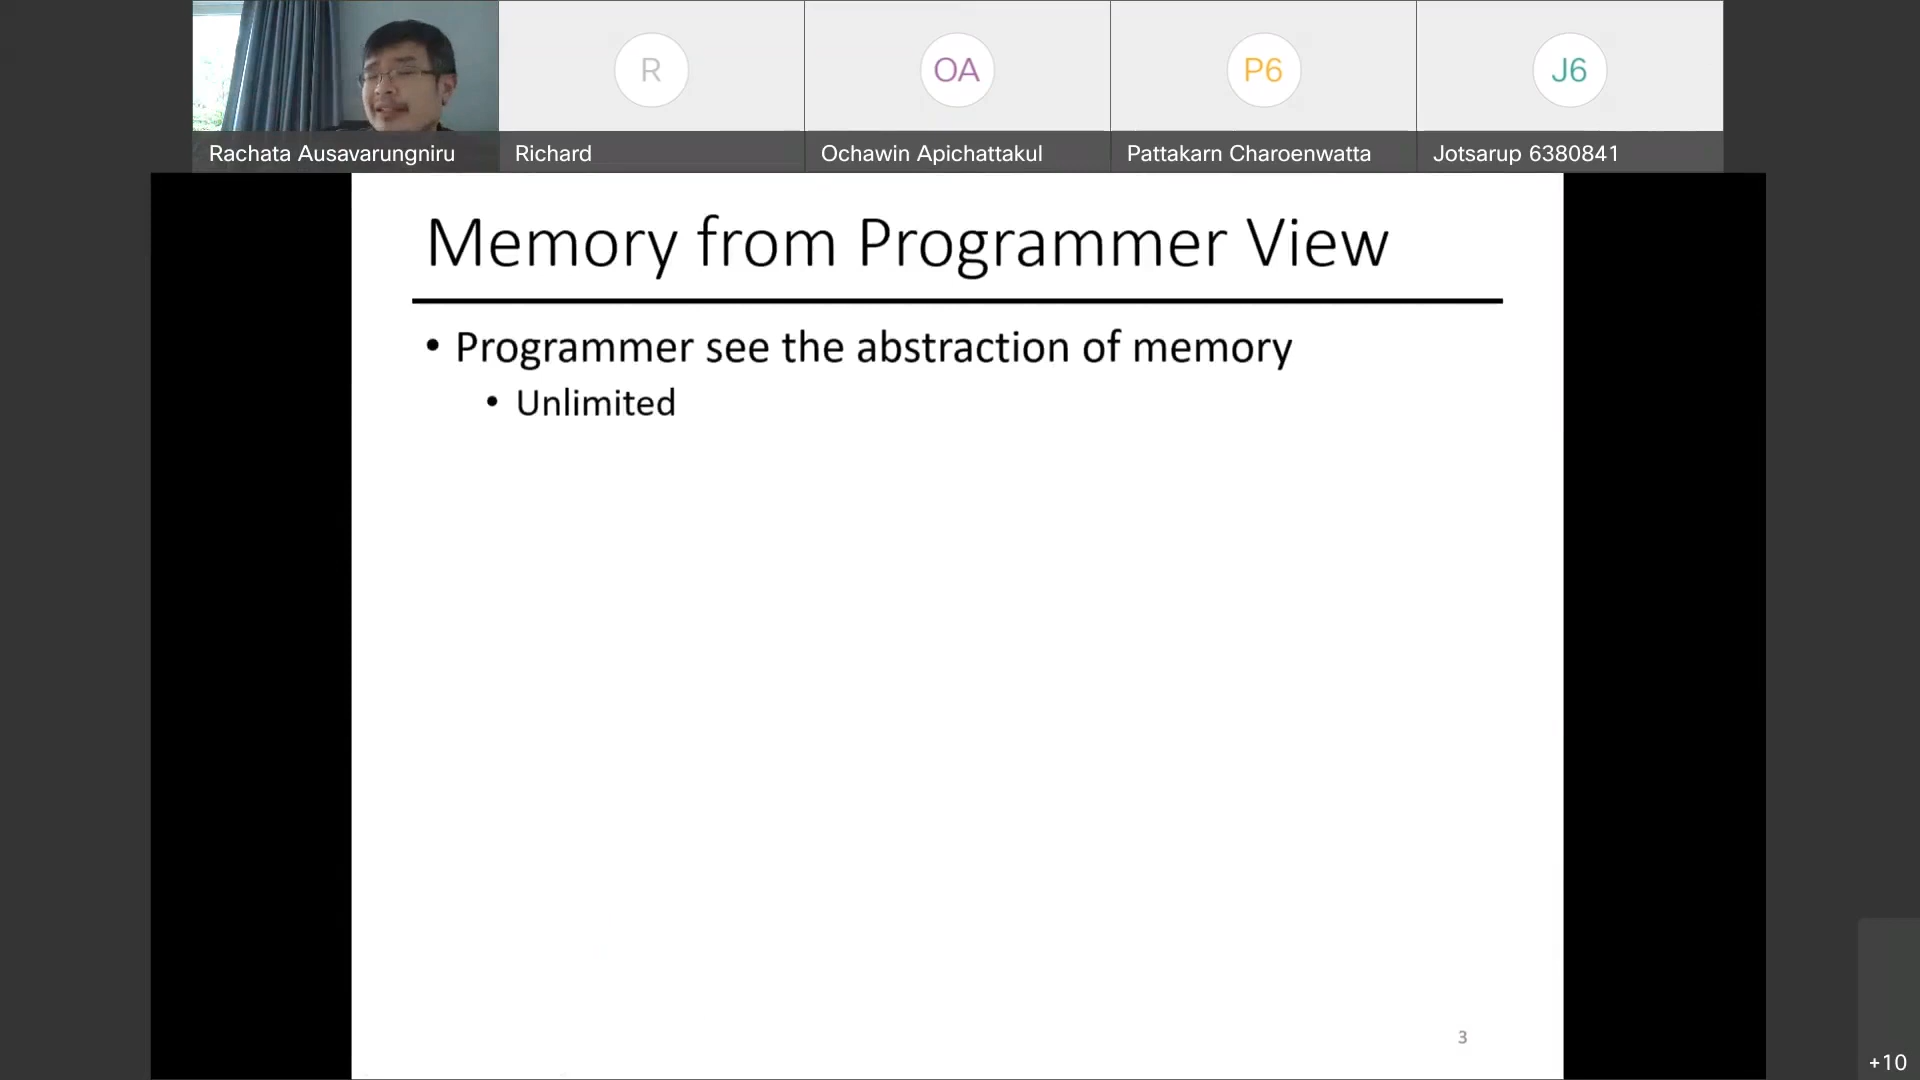 R
OA
P6
J6
Rachata Ausavarungniru
Richard
Ochawin Apichattakul
Pattakarn Charoenwatta
Jotsarup 6380841
Memory from Programmer View
• Programmer see the abstraction of memory
• Unlimited
3
+10